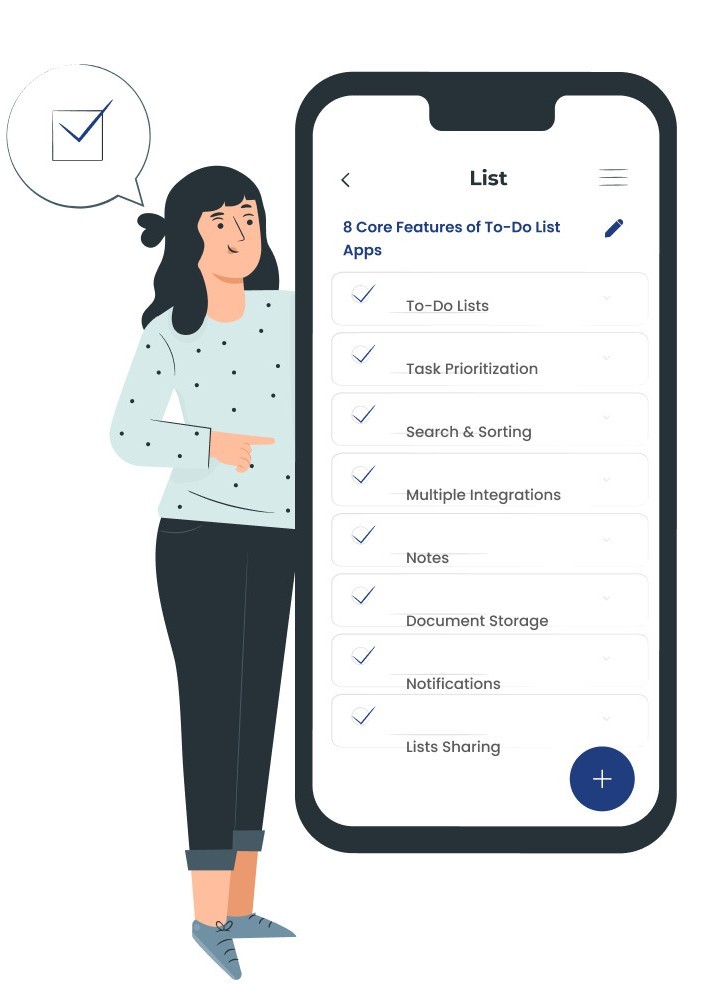 List
8 Core Features of To-Do List
Apps
To-Do Lists
Task Prioritization
Search & Sorting
Multiple Integrations
Notes
Document Storage
Notifications
Lists Sharing